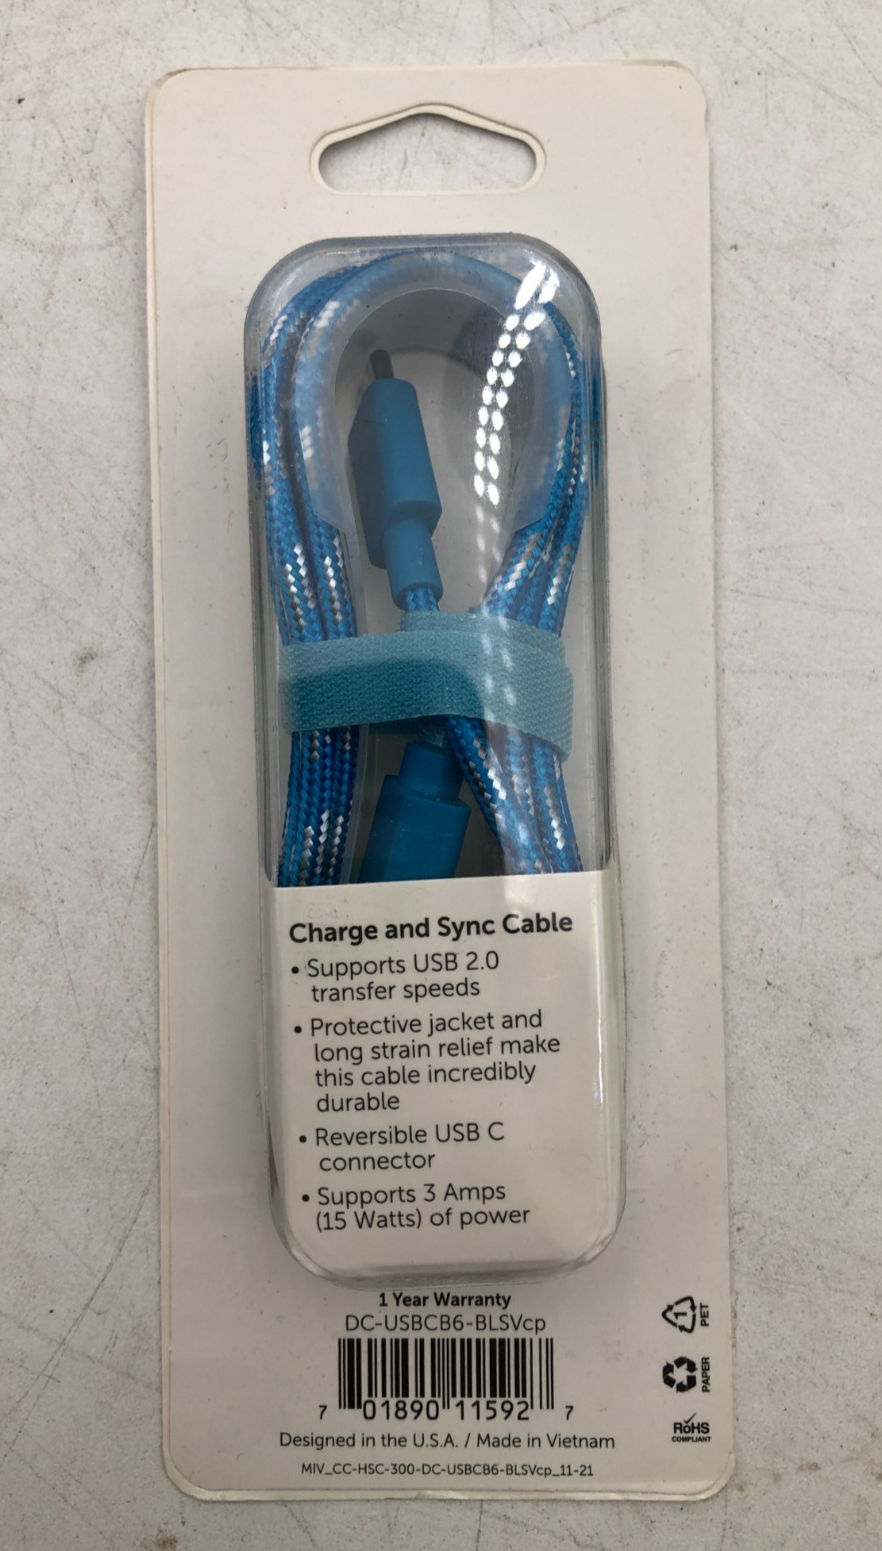 Charge and Sync Cable
• Supports USB 2.0
transfer speeds
• Protective jacket and
long strain relief make
this cable incredibly
durable
• Reversible USB C
connector
• Supports 3 Amps
(15 Watts) of power
1 Year Warranty
DC-USBCB6-BLSVcp
7 01890 11592 7
Designed in the U.S.A. / Made in Vietnam
MIV_CC-HSC-300-DC-USBCB6-BLSVcp_11-21
1
PET
PAPER
RoHS
COMPLIANT